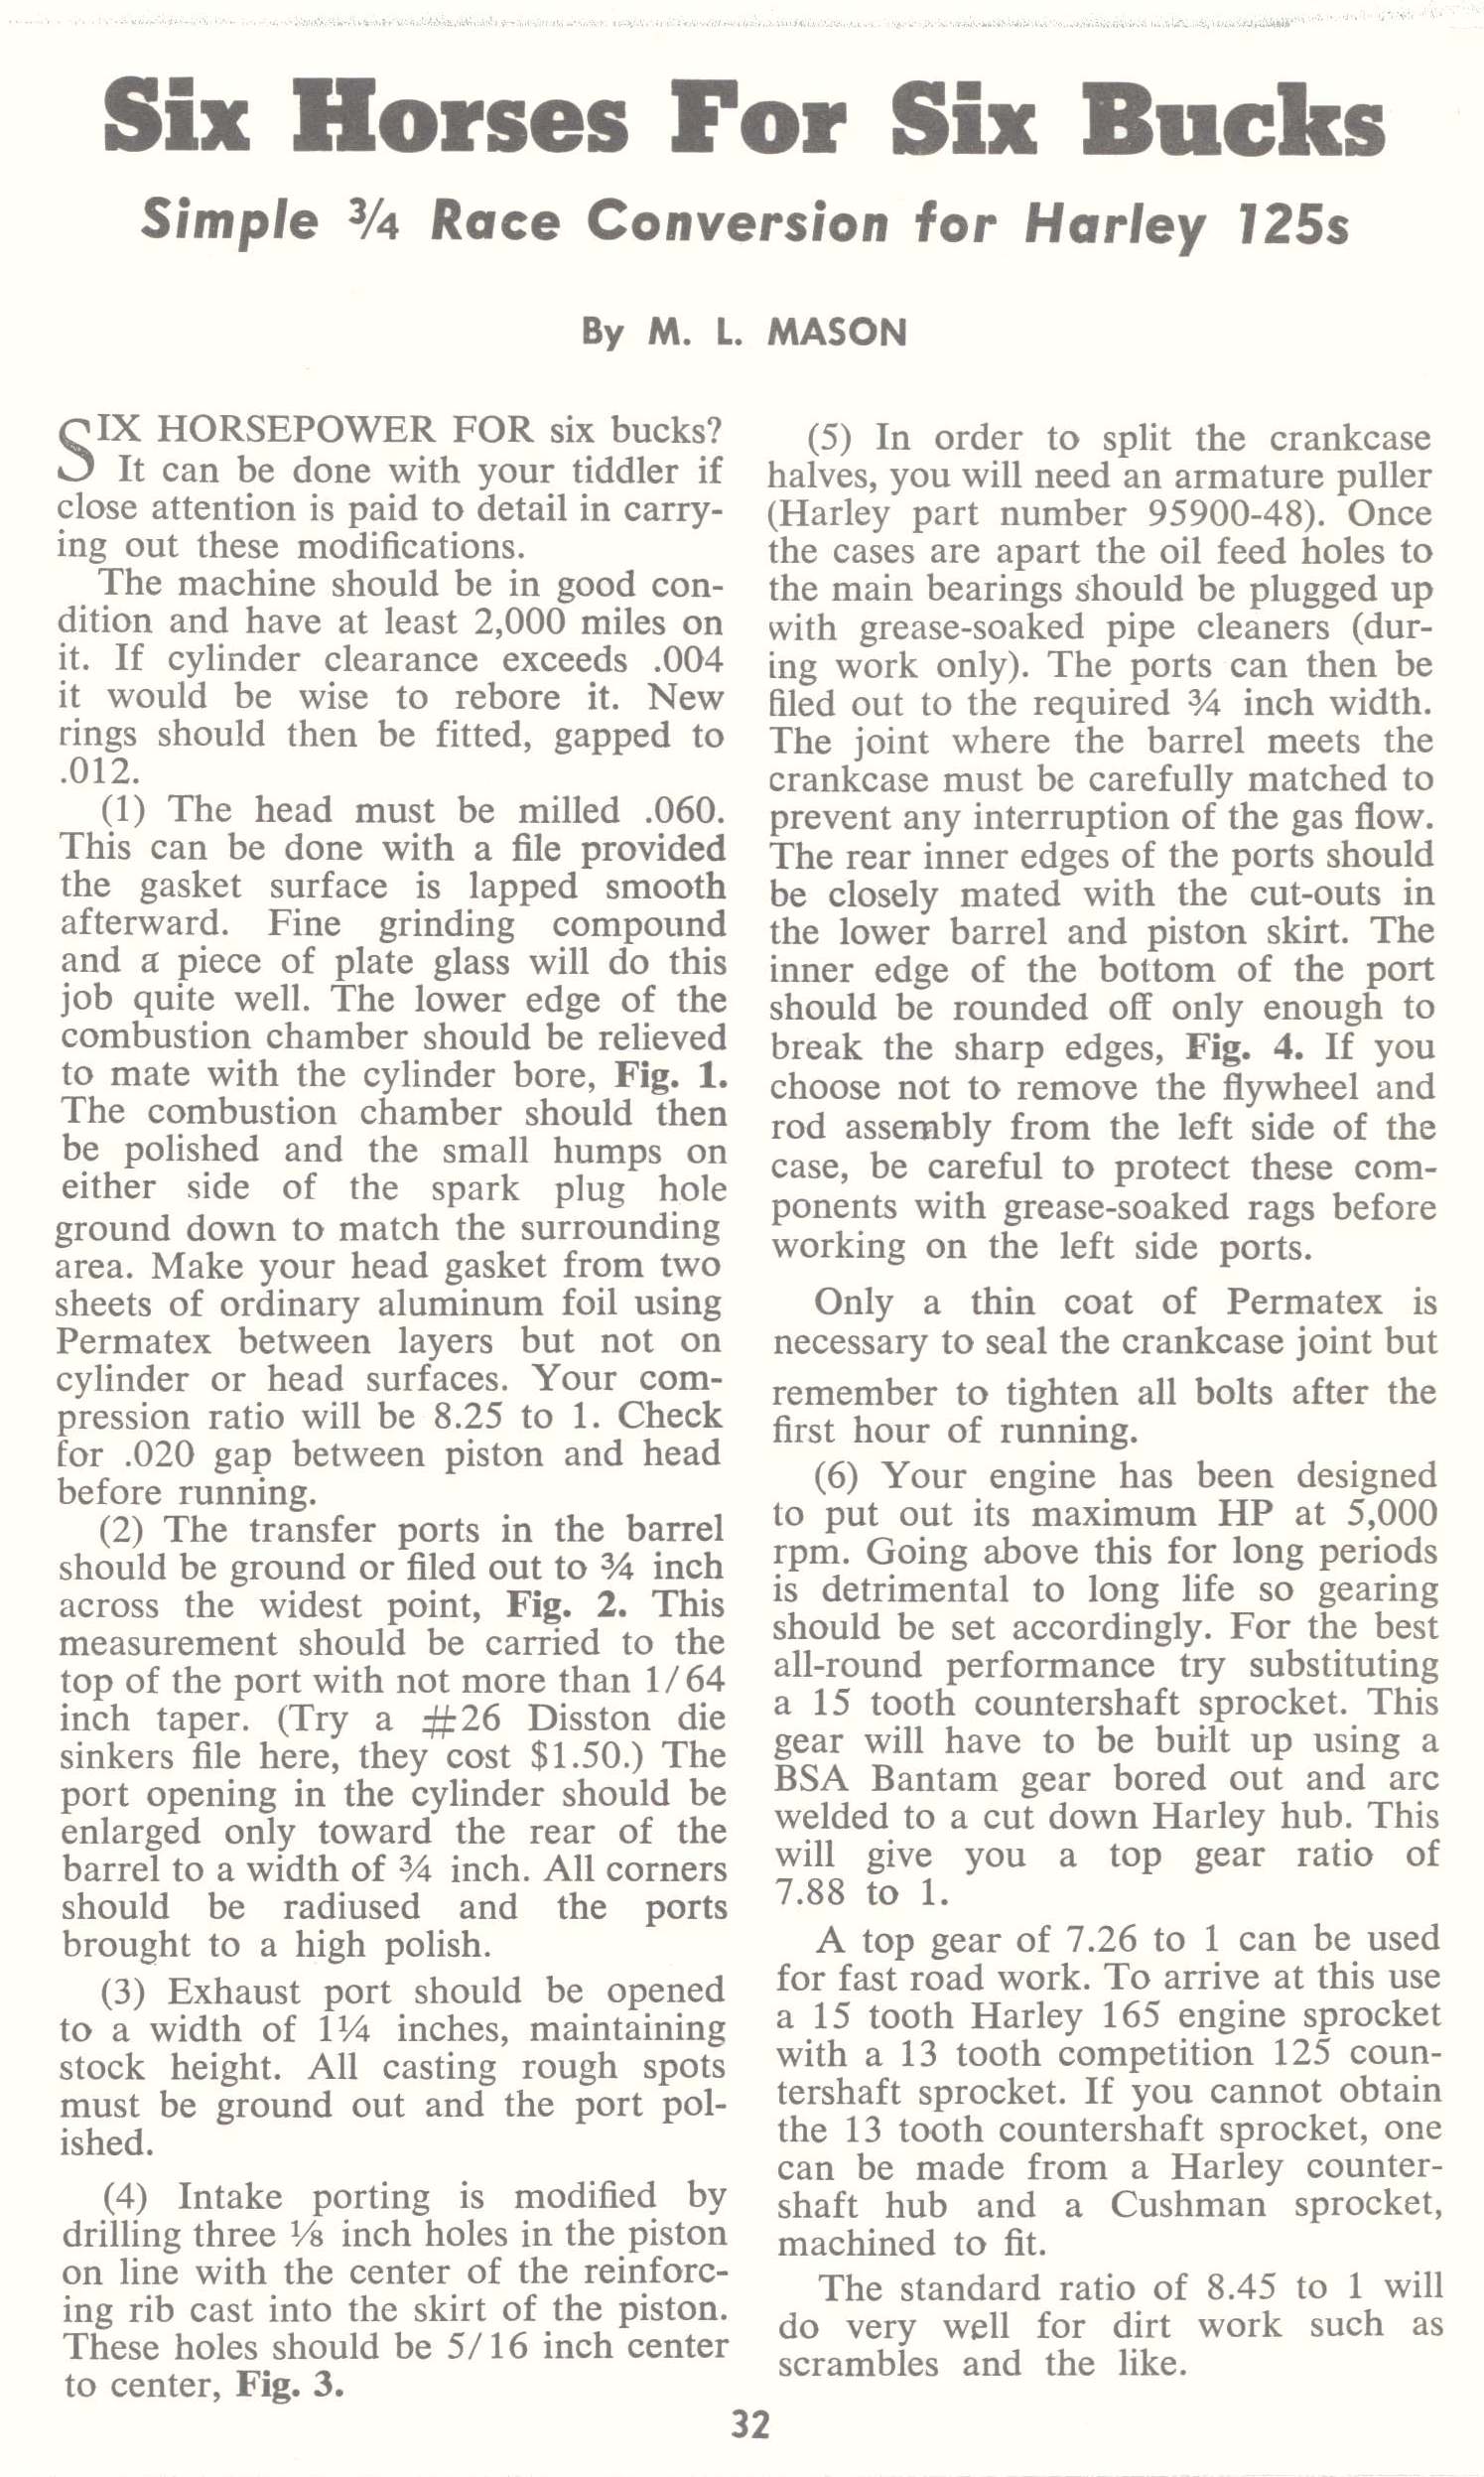 Six Horses For Six Bucks
Simple ¾ Race Conversion for Harley 125s
By M. L. MASON
SIX HORSEPOWER FOR six bucks?
It can be done with your tiddler if
close attention is paid to detail in carry-
ing out these modifications.
The machine should be in good con-
dition and have at least 2,000 miles on
it. If cylinder clearance exceeds .004
it would be wise to rebore it. New
rings should then be fitted, gapped to
.012.
(1) The head must be milled .060.
This can be done with a file provided
the gasket surface is lapped smooth
afterward. Fine grinding compound
and a piece of plate glass will do this
job quite well. The lower edge of the
combustion chamber should be relieved
to mate with the cylinder bore, Fig. 1.
The combustion chamber should then
be polished and the small humps on
either side of the spark plug hole
ground down to match the surrounding
area. Make your head gasket from two
sheets of ordinary aluminum foil using
Permatex between layers but not on
cylinder or head surfaces. Your com-
pression ratio will be 8.25 to 1. Check
for .020 gap between piston and head
before running.
(2) The transfer ports in the barrel
should be ground or filed out to ¾ inch
across the widest point, Fig. 2. This
measurement should be carried to the
top of the port with not more than 1/64
inch taper. (Try a #26 Disston die
sinkers file here, they cost $1.50.) The
port opening in the cylinder should be
enlarged only toward the rear of the
barrel to a width of ¾ inch. All corners
should be radiused and the ports
brought to a high polish.
(3) Exhaust port should be opened
to a width of 1¼ inches, maintaining
stock height. All casting rough spots
must be ground out and the port pol-
ished.
(4) Intake porting is modified by
drilling three ⅛ inch holes in the piston
on line with the center of the reinforc-
ing rib cast into the skirt of the piston.
These holes should be 5/16 inch center
to center, Fig. 3.
(5) In order to split the crankcase
halves, you will need an armature puller
(Harley part number 95900-48). Once
the cases are apart the oil feed holes to
the main bearings should be plugged up
with grease-soaked pipe cleaners (dur-
ing work only). The ports can then be
filed out to the required ¾ inch width.
The joint where the barrel meets the
crankcase must be carefully matched to
prevent any interruption of the gas flow.
The rear inner edges of the ports should
be closely mated with the cut-outs in
the lower barrel and piston skirt. The
inner edge of the bottom of the port
should be rounded off only enough to
break the sharp edges, Fig. 4. If you
choose not to remove the flywheel and
rod assembly from the left side of the
case, be careful to protect these com-
ponents with grease-soaked rags before
working on the left side ports.
Only a thin coat of Permatex is
necessary to seal the crankcase joint but
remember to tighten all bolts after the
first hour of running.
(6) Your engine has been designed
to put out its maximum HP at 5,000
rpm. Going above this for long periods
is detrimental to long life so gearing
should be set accordingly. For the best
all-round performance try substituting
a 15 tooth countershaft sprocket. This
gear will have to be built up using a
BSA Bantam gear bored out and arc
welded to a cut down Harley hub. This
will give you a top gear ratio of
7.88 to 1.
A top gear of 7.26 to 1 can be used
for fast road work. To arrive at this use
a 15 tooth Harley 165 engine sprocket
with a 13 tooth competition 125 coun-
tershaft sprocket. If you cannot obtain
the 13 tooth countershaft sprocket, one
can be made from a Harley counter-
shaft hub and a Cushman sprocket,
machined to fit.
The standard ratio of 8.45 to 1 will
do very well for dirt work such as
scrambles and the like.
32